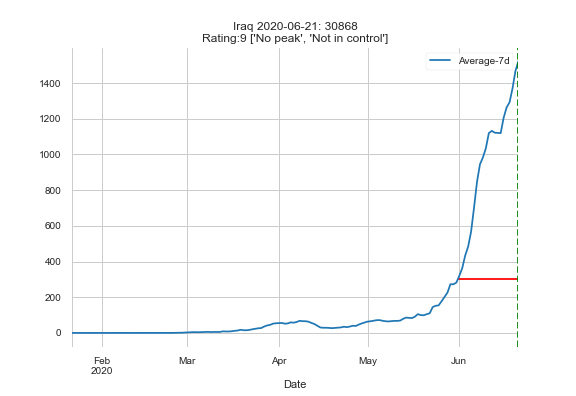 Iraq 2020-06-21: 30868
Rating:9 ['No peak', 'Not in control']
Average-7d
1400
1200
1000
800
600
400
200
0
Feb Mar Apr May Jun
2020
Date